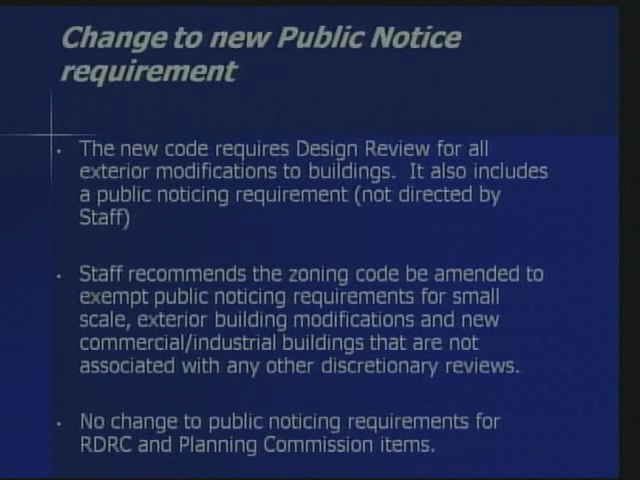 Change to new Public Notice
requirement
• The new code requires Design Review for all
exterior modifications to buildings. It also includes
a public noticing requirement (not directed by
Staff)
• Staff recommends the zoning code be amended to
exempt public noticing requirements for small
scale, exterior building modifications and new
commercial/industrial buildings that are not
associated with any other discretionary reviews.
• No change to public noticing requirements for
RDRC and Planning Commission items.